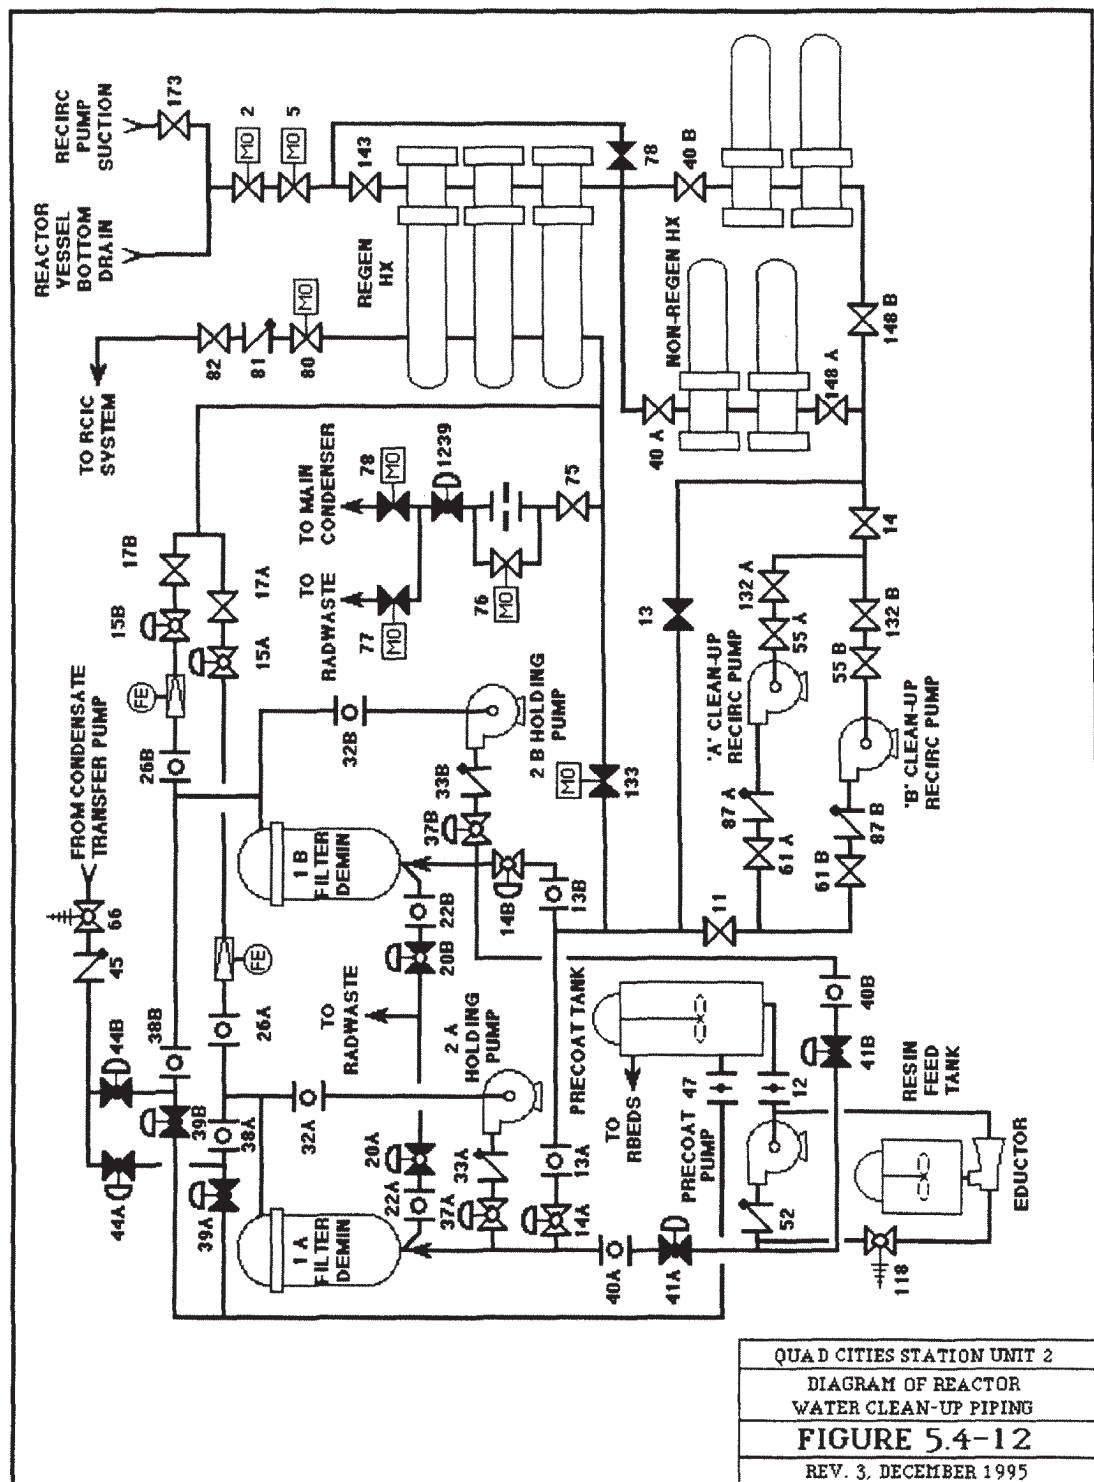 RECIRC
PUMP
SUCTION
173
REACTOR
VESSEL
BOTTOM
DRAIN
MO
2
MO
5
143
REGEN
HX
78
40 B
NON-REGEN HX
40 A
148 A
148 B
TO RCIC
SYSTEM
82
81
80
MO
TO MAIN
CONDENSER
78
MO
1239
75
TO
RADWASTE
77
MO
76
MO
17B
15B
17A
15A
FE
26B
FROM CONDENSATE
TRANSFER PUMP
66
45
44B
38B
44A
39B
38A
39A
26A
FE
32B
2 B HOLDING
PUMP
33B
37B
1 B
FILTER
DEMIN
22B
20B
14B
13B
MO
133
13
14
132 A
55 A
'A' CLEAN-UP
RECIRC PUMP
132 B
55 B
'B' CLEAN-UP
RECIRC PUMP
87 A
61 A
87 B
61 B
11
TO
RADWASTE
2 A
HOLDING
PUMP
32A
20A
22A
33A
37A
13A
14A
1 A
FILTER
DEMIN
PRECOAT TANK
TO
RBEDS
47
12
PRECOAT
PUMP
52
40A
41A
40B
41B
RESIN
FEED
TANK
EDUCTOR
118
QUAD CITIES STATION UNIT 2
DIAGRAM OF REACTOR
WATER CLEAN-UP PIPING
FIGURE 5.4-12
REV. 3, DECEMBER 1995